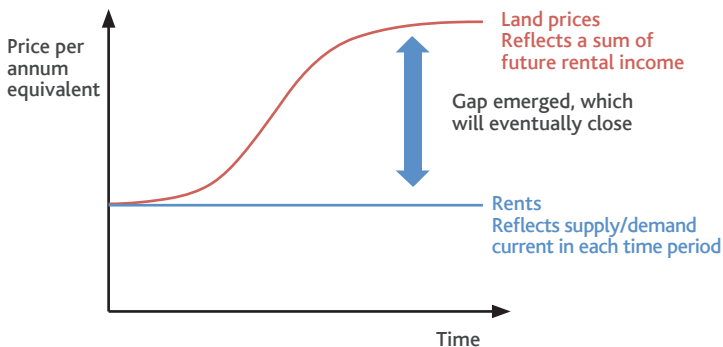 Price per
annum
equivalent
Land prices
Reflects a sum of
future rental income
Gap emerged, which
will eventually close
Rents
Reflects supply/demand
current in each time period
Time